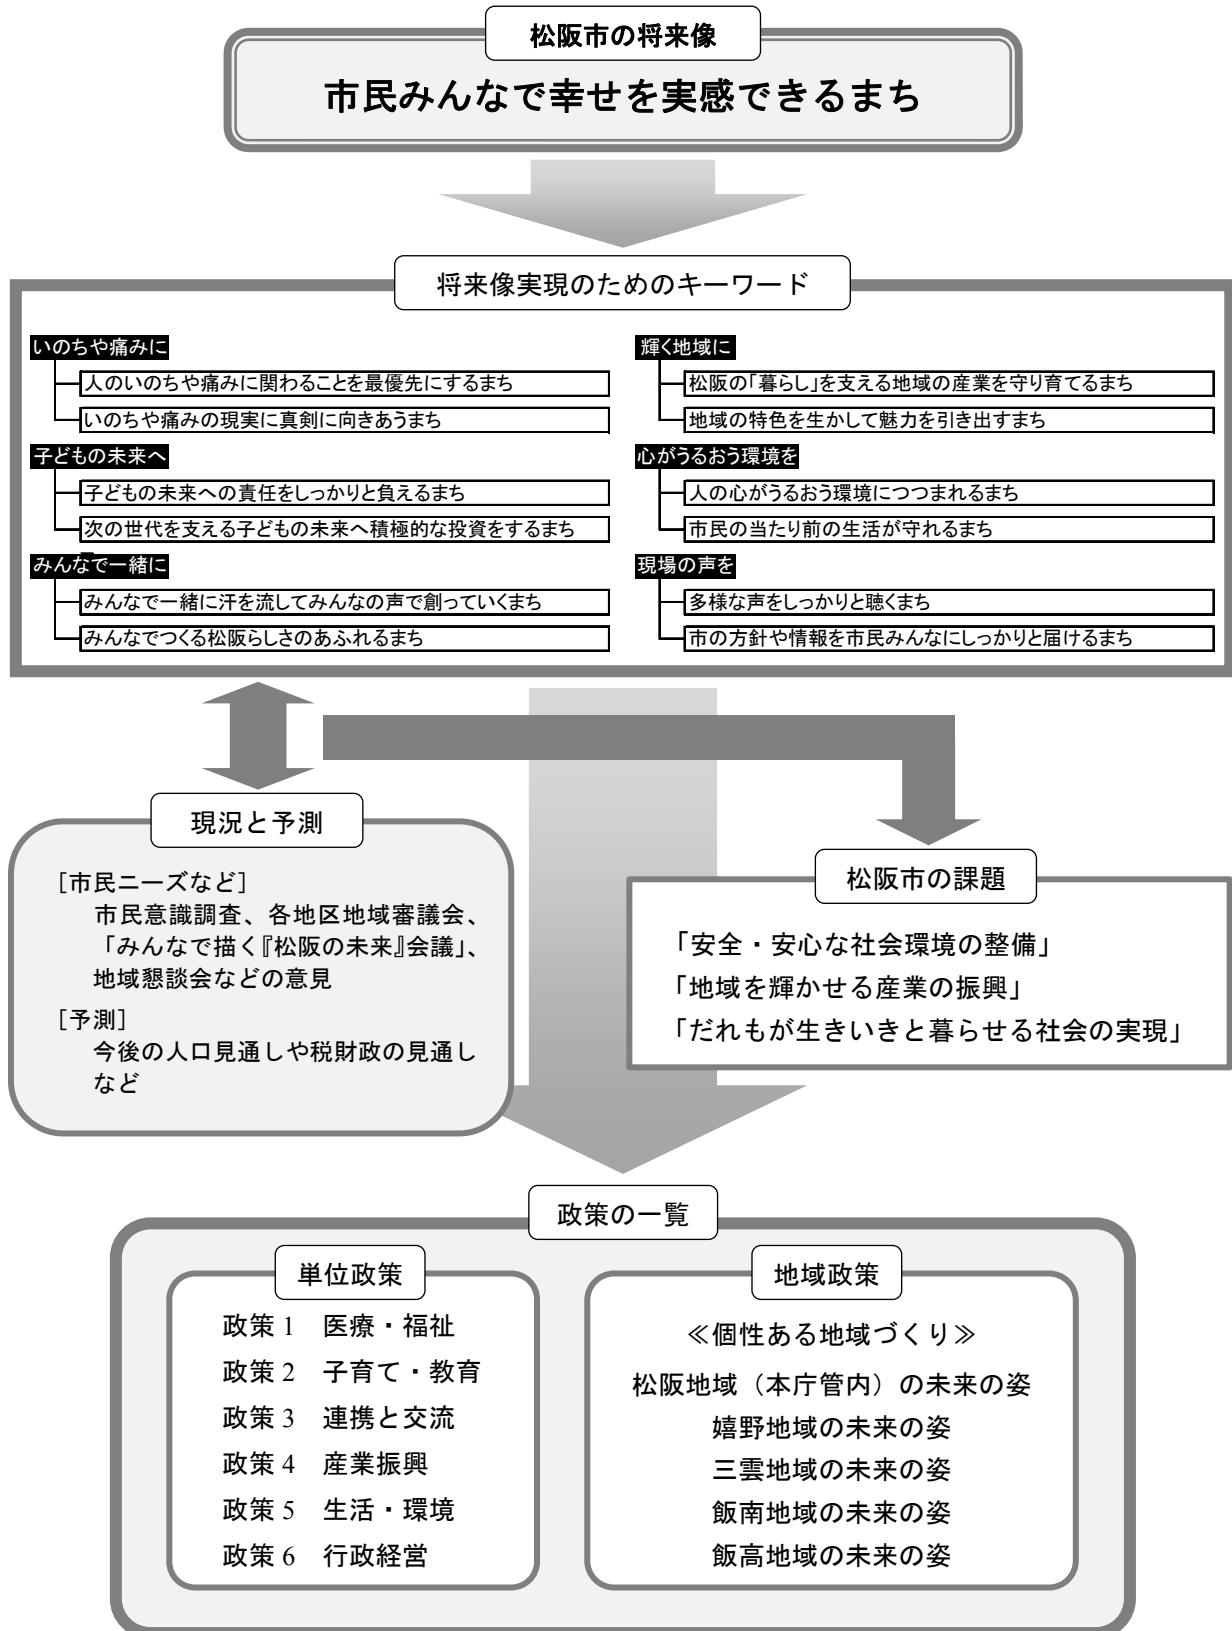 松阪市の将来像
市民みんなで幸せを実感できるまち
将来像実現のためのキーワード
いのちや痛みに
人のいのちや痛みに関わることを最優先にするまち
いのちや痛みの現実に真剣に向きあうまち
子どもの未来へ
子どもの未来への責任をしっかりと負えるまち
次の世代を支える子どもの未来へ積極的な投資をするまち
みんなで一緒に
みんなで一緒に汗を流してみんなの声で創っていくまち
みんなでつくる松阪らしさのあふれるまち
輝く地域に
松阪の「暮らし」を支える地域の産業を守り育てるまち
地域の特色を生かして魅力を引き出すまち
心がうるおう環境を
人の心がうるおう環境につつまれるまち
市民の当たり前の生活が守れるまち
現場の声を
多様な声をしっかりと聴くまち
市の方針や情報を市民みんなにしっかりと届けるまち
現況と予測
[市民ニーズなど]
市民意識調査、各地区地域審議会、
「みんなで描く『松阪の未来』会議」、
地域懇談会などの意見
[予測]
今後の人口見通しや税財政の見通し
など
松阪市の課題
「安全・安心な社会環境の整備」
「地域を輝かせる産業の振興」
「だれもが生きいきと暮らせる社会の実現」
政策の一覧
単位政策
政策1 医療・福祉
政策2 子育て・教育
政策3 連携と交流
政策4 産業振興
政策5 生活・環境
政策6 行政経営
地域政策
≪個性ある地域づくり≫
松阪地域（本庁管内）の未来の姿
嬉野地域の未来の姿
三雲地域の未来の姿
飯南地域の未来の姿
飯高地域の未来の姿